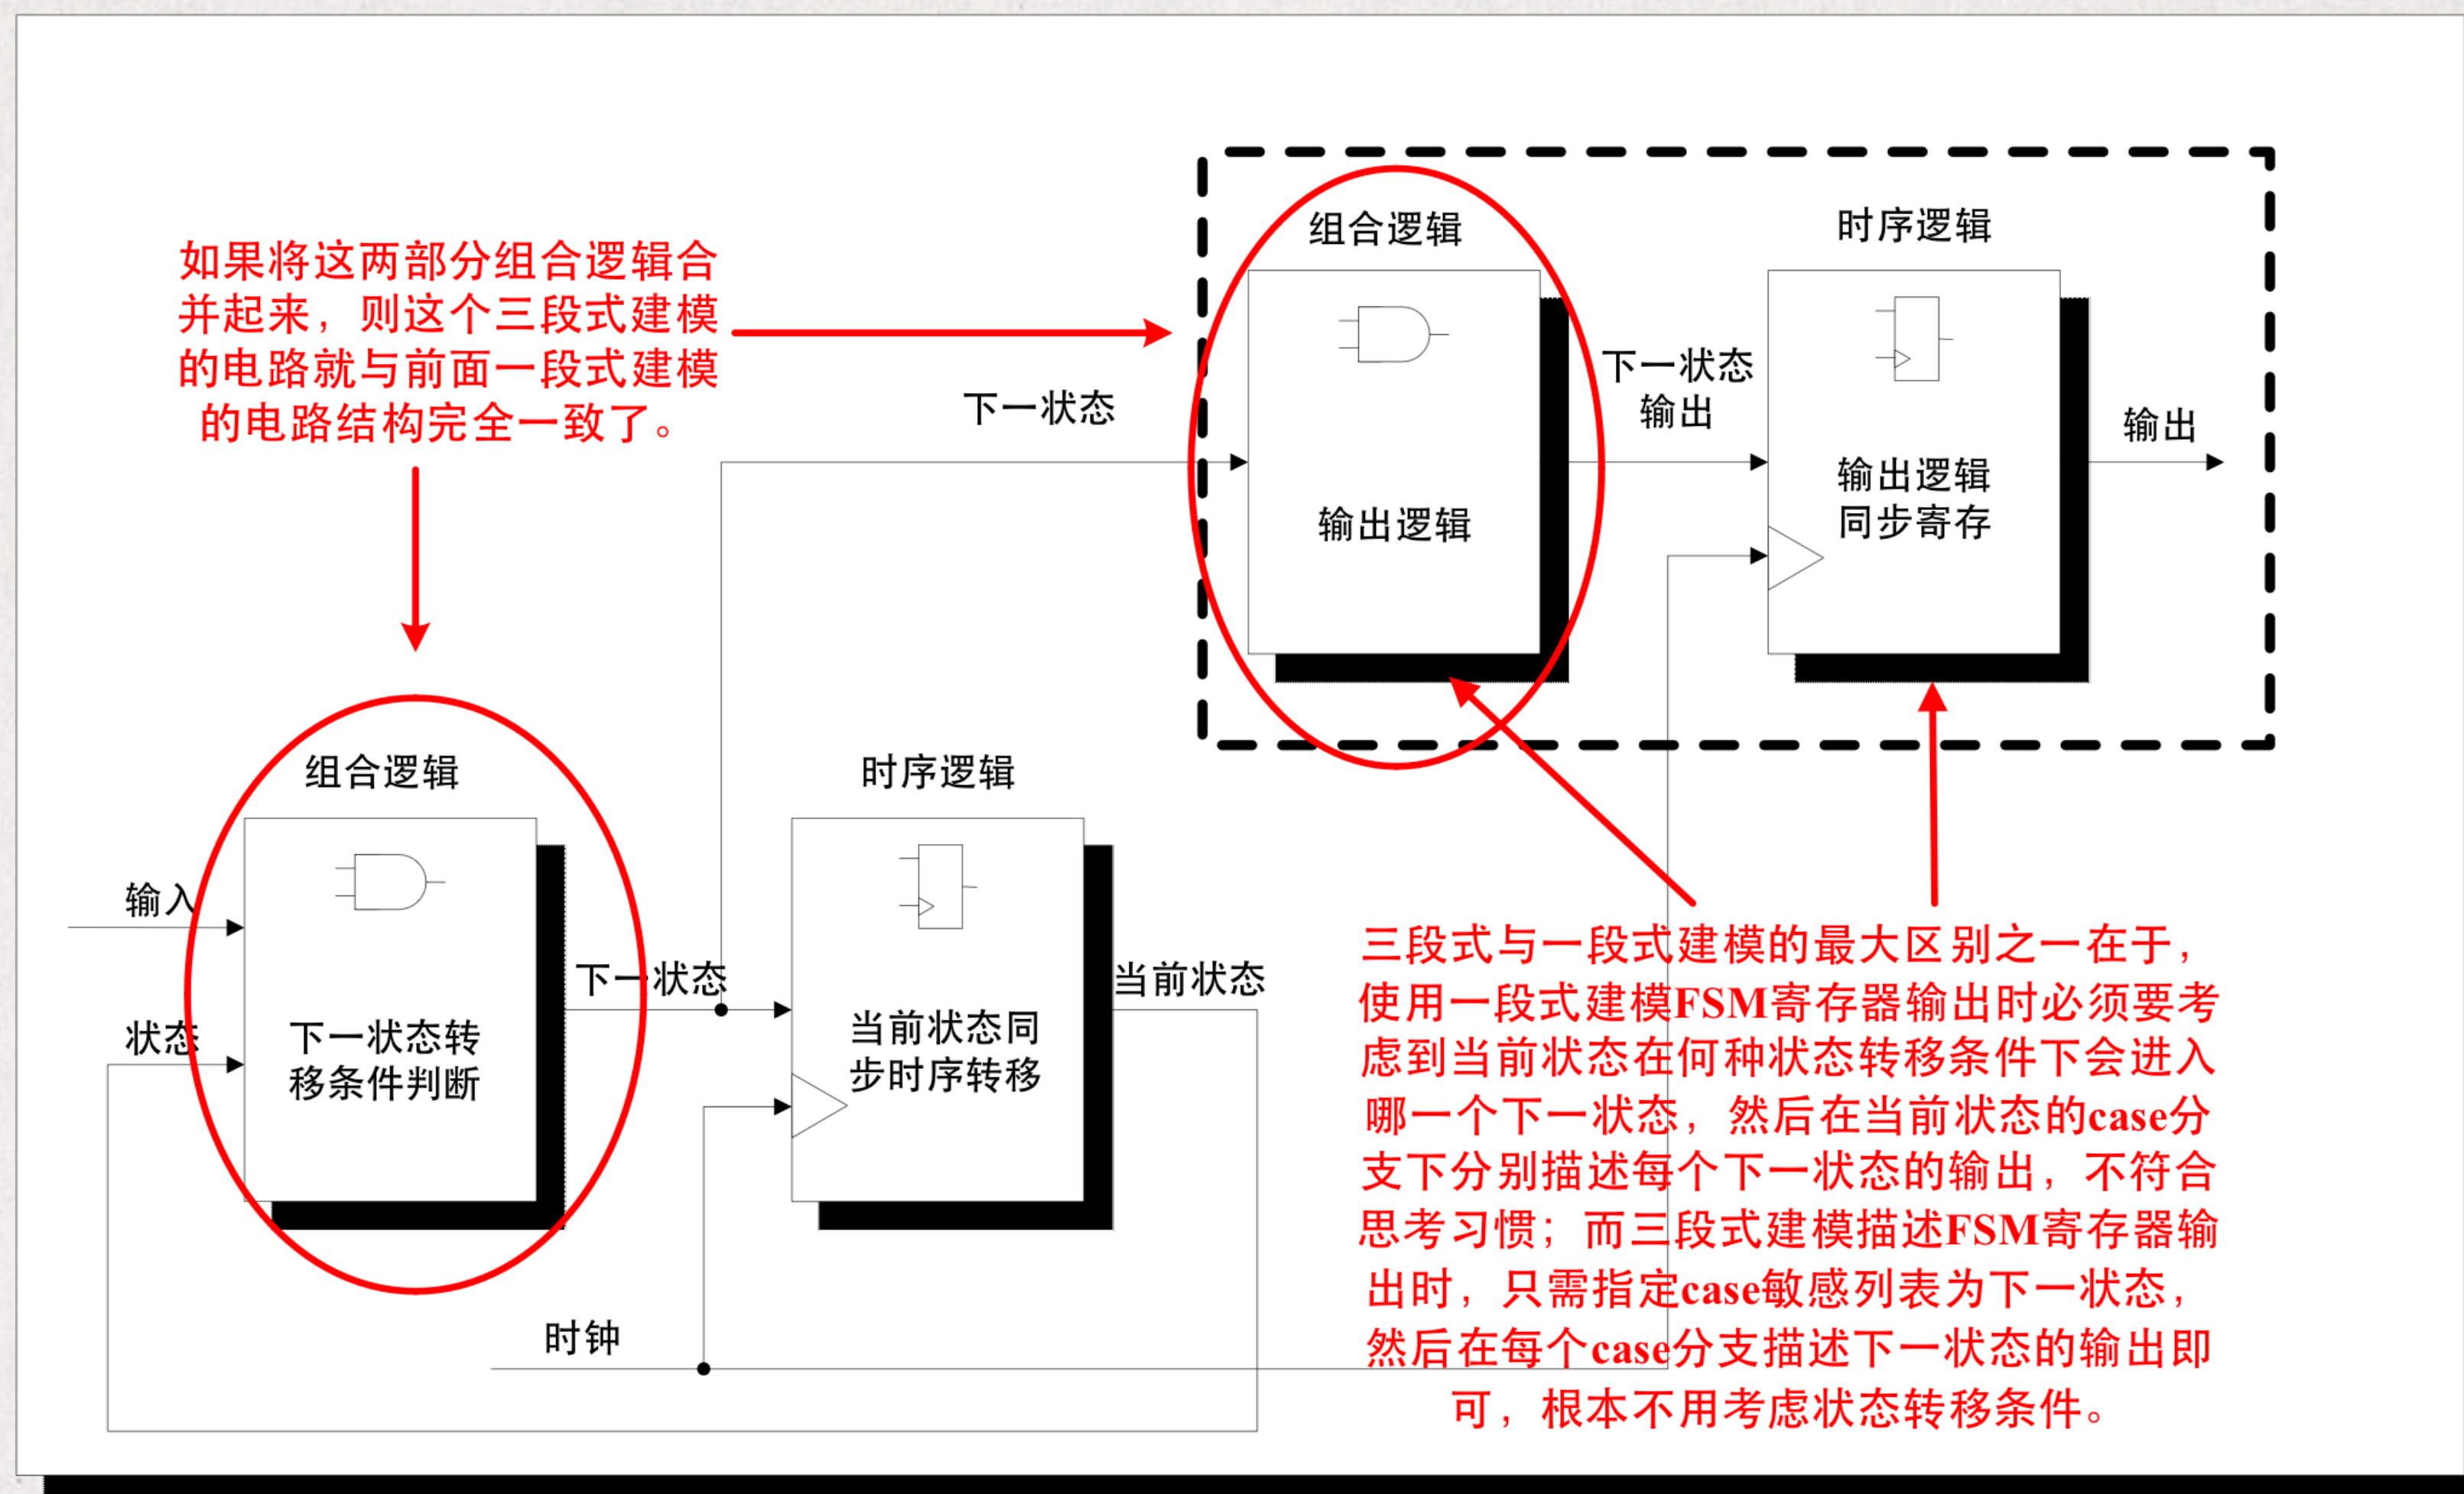 如果将这两部分组合逻辑合
并起来，则这个三段式建模
的电路就与前面一段式建模
的电路结构完全一致了。
组合逻辑
时序逻辑
下一状态
下一状态
输出
输出
输出逻辑
输出逻辑
同步寄存
组合逻辑
时序逻辑
输入
状态
下一状态转
移条件判断
下一状态
当前状态同
步时序转移
当前状态
时钟
三段式与一段式建模的最大区别之一在于，
使用一段式建模FSM寄存器输出时必须要考
虑到当前状态在何种状态转移条件下会进入
哪一个下一状态，然后在当前状态的case分
支下分别描述每个下一状态的输出，不符合
思考习惯；而三段式建模描述FSM寄存器输
出时，只需指定case敏感列表为下一状态，
然后在每个case分支描述下一状态的输出即
可，根本不用考虑状态转移条件。